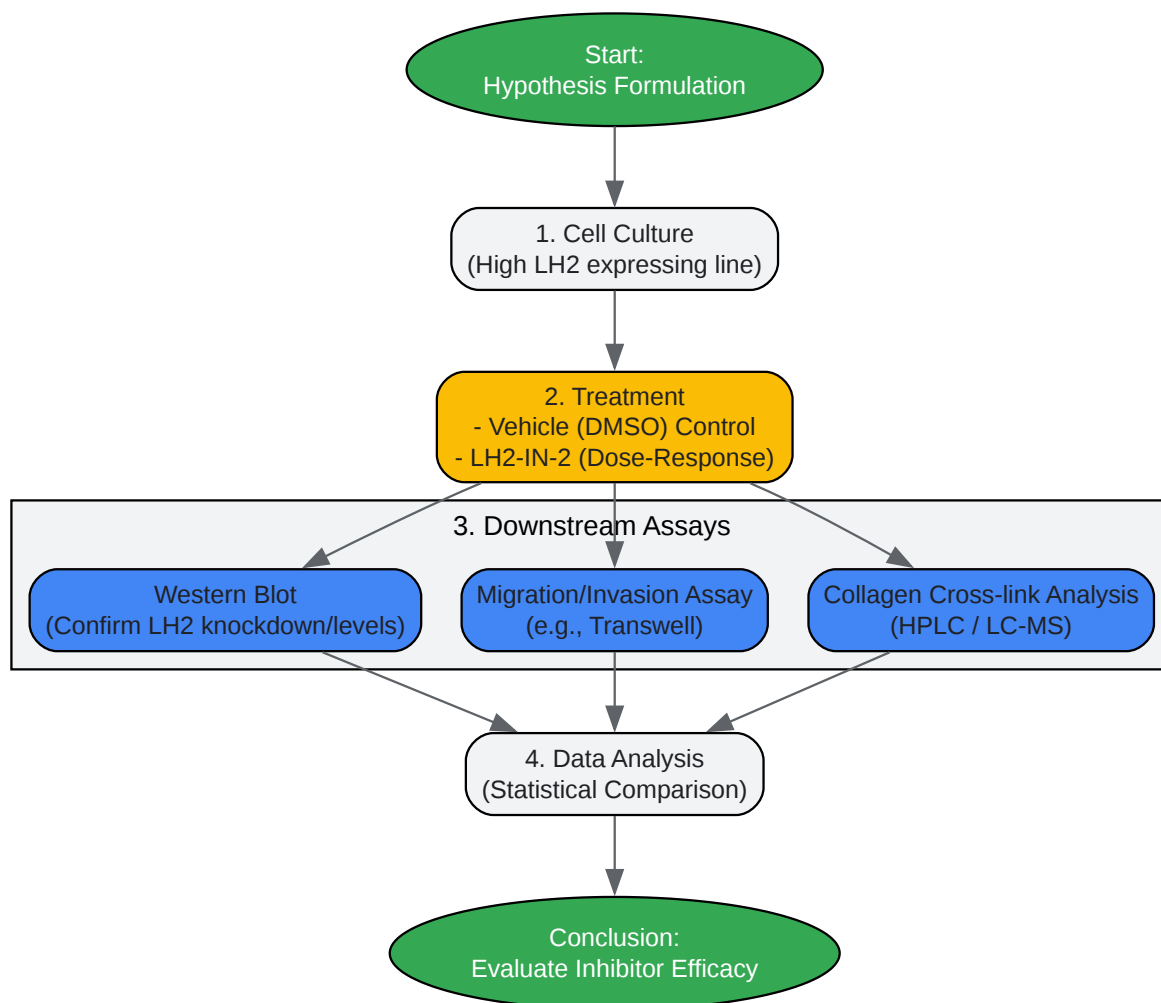 Start:
Hypothesis Formulation
1. Cell Culture
(High LH2 expressing line)
2. Treatment
- Vehicle (DMSO) Control
- LH2-IN-2 (Dose-Response)
3. Downstream Assays
Western Blot
(Confirm LH2 knockdown/levels)
Migration/Invasion Assay
(e.g., Transwell)
Collagen Cross-link Analysis
(HPLC / LC-MS)
4. Data Analysis
(Statistical Comparison)
Conclusion:
Evaluate Inhibitor Efficacy